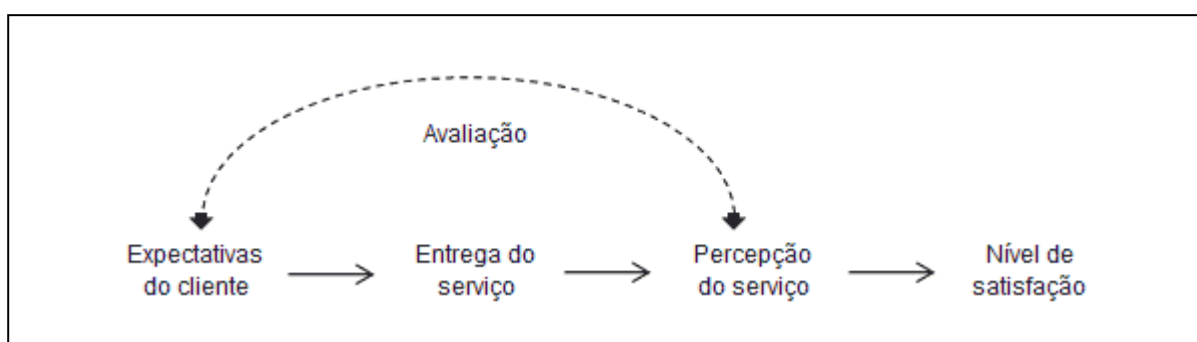 Avaliação
Expectativas
do cliente
Entrega do
serviço
Percepção
do serviço
Nível de
satisfação